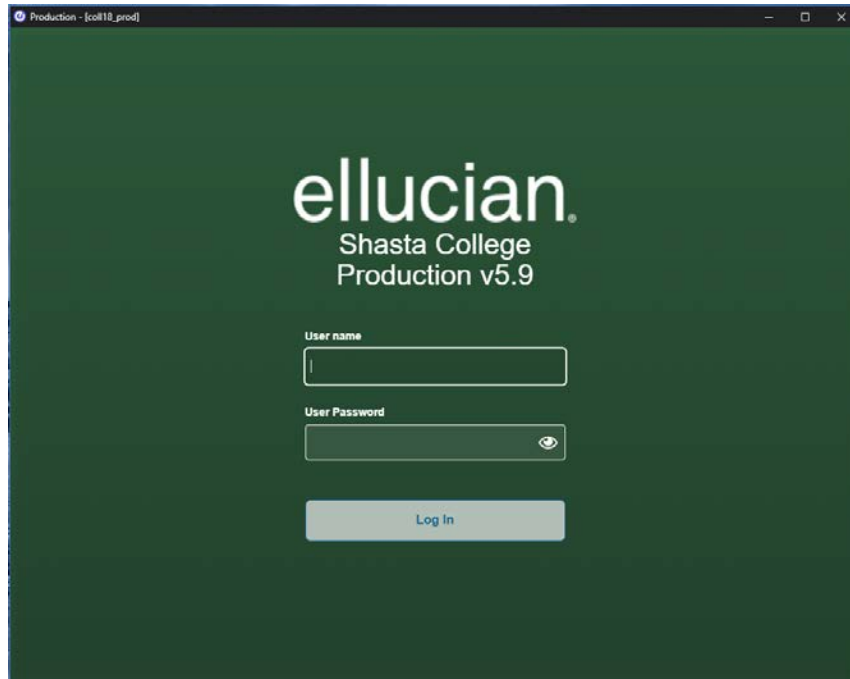 Production - [coll18_prod]
ellucian®
Shasta College
Production v5.9
User name
User Password
Log In